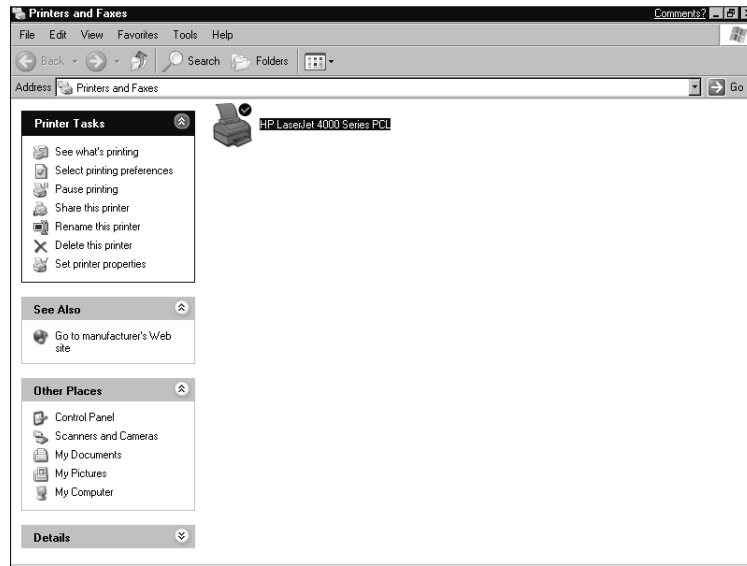 Printers and Faxes Comments?
File Edit View Favorites Tools Help
Back Search Folders
Address Printers and Faxes Go
Printer Tasks
HP LaserJet 4000 Series PCL
See what's printing
Select printing preferences
Pause printing
Share this printer
Rename this printer
Delete this printer
Set printer properties
See Also
Go to manufacturer's Web
site
Other Places
Control Panel
Scanners and Cameras
My Documents
My Pictures
My Computer
Details